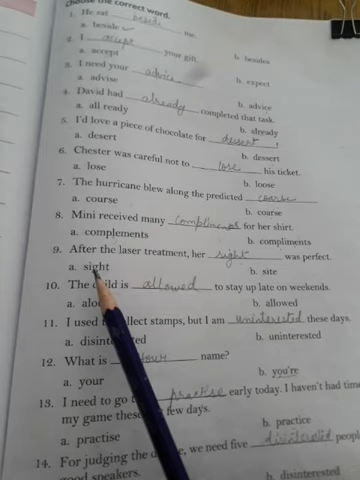 choose the correct word.
1. He sat beside me.
a. beside b. besides
2. I accept your gift.
a. accept b. expect
3. I need your advice
a. advise b. advice
4. David had already completed that task.
a. all ready b. already
5. I'd love a piece of chocolate for dessert.
a. desert b. dessert
6. Chester was careful not to lose his ticket.
a. lose b. loose
7. The hurricane blew along the predicted
a. course b. coarse
8. Mini received many for her shirt.
a. complements b. compliments
9. After the laser treatment, her sight was perfect.
a. sight b. site
10. The child is allowed to stay up late on weekends.
a. b. allowed
11. I used collect stamps, but I am uninterested these days.
a. b. uninterested
12. What is your name?
a. your b. you're
13. I need to go practise early today. I haven't had time
my game these few days.
a. practise b. practice
14. For judging the we need five disinterested
good speakers. b. disinterested